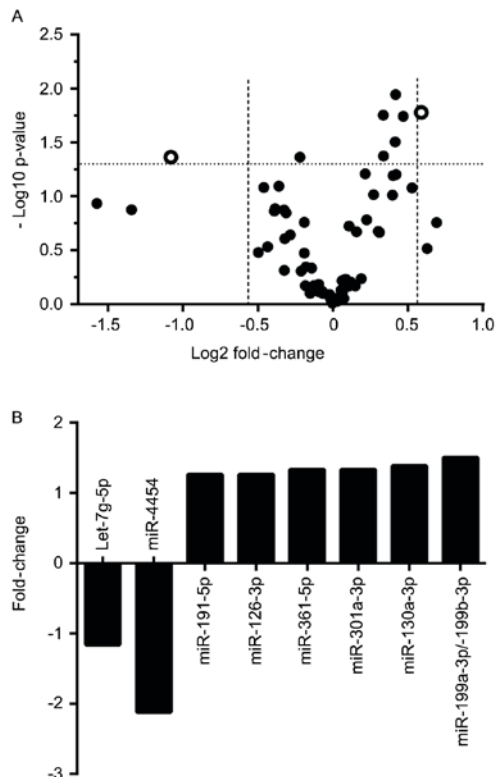 A
2.5
2.0
1.5
1.0
0.5
0.0
- Log10 p-value
-1.5
-1.0
-0.5
0.0
0.5
1.0
Log2 fold-change
B
2
1
0
-1
-2
-3
Fold-change
Let-7g-5p
miR-4454
miR-191-5p
miR-126-3p
miR-361-5p
miR-301a-3p
miR-130a-3p
miR-199a-3p/-199b-3p